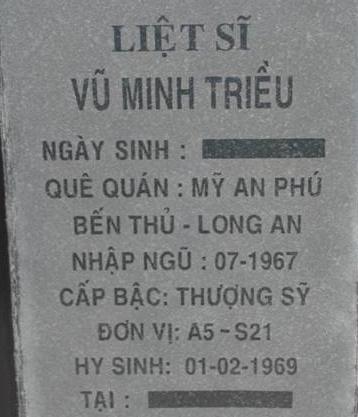 LIỆT SĨ
VŨ MINH TRIỀU
NGÀY SINH :
QUÊ QUÁN : MỸ AN PHÚ
BẾN THỦ - LONG AN
NHẬP NGŨ : 07-1967
CẤP BẬC: THƯỢNG SỸ
ĐƠN VỊ: A5 - S21
HY SINH: 01-02-1969
TẠI :